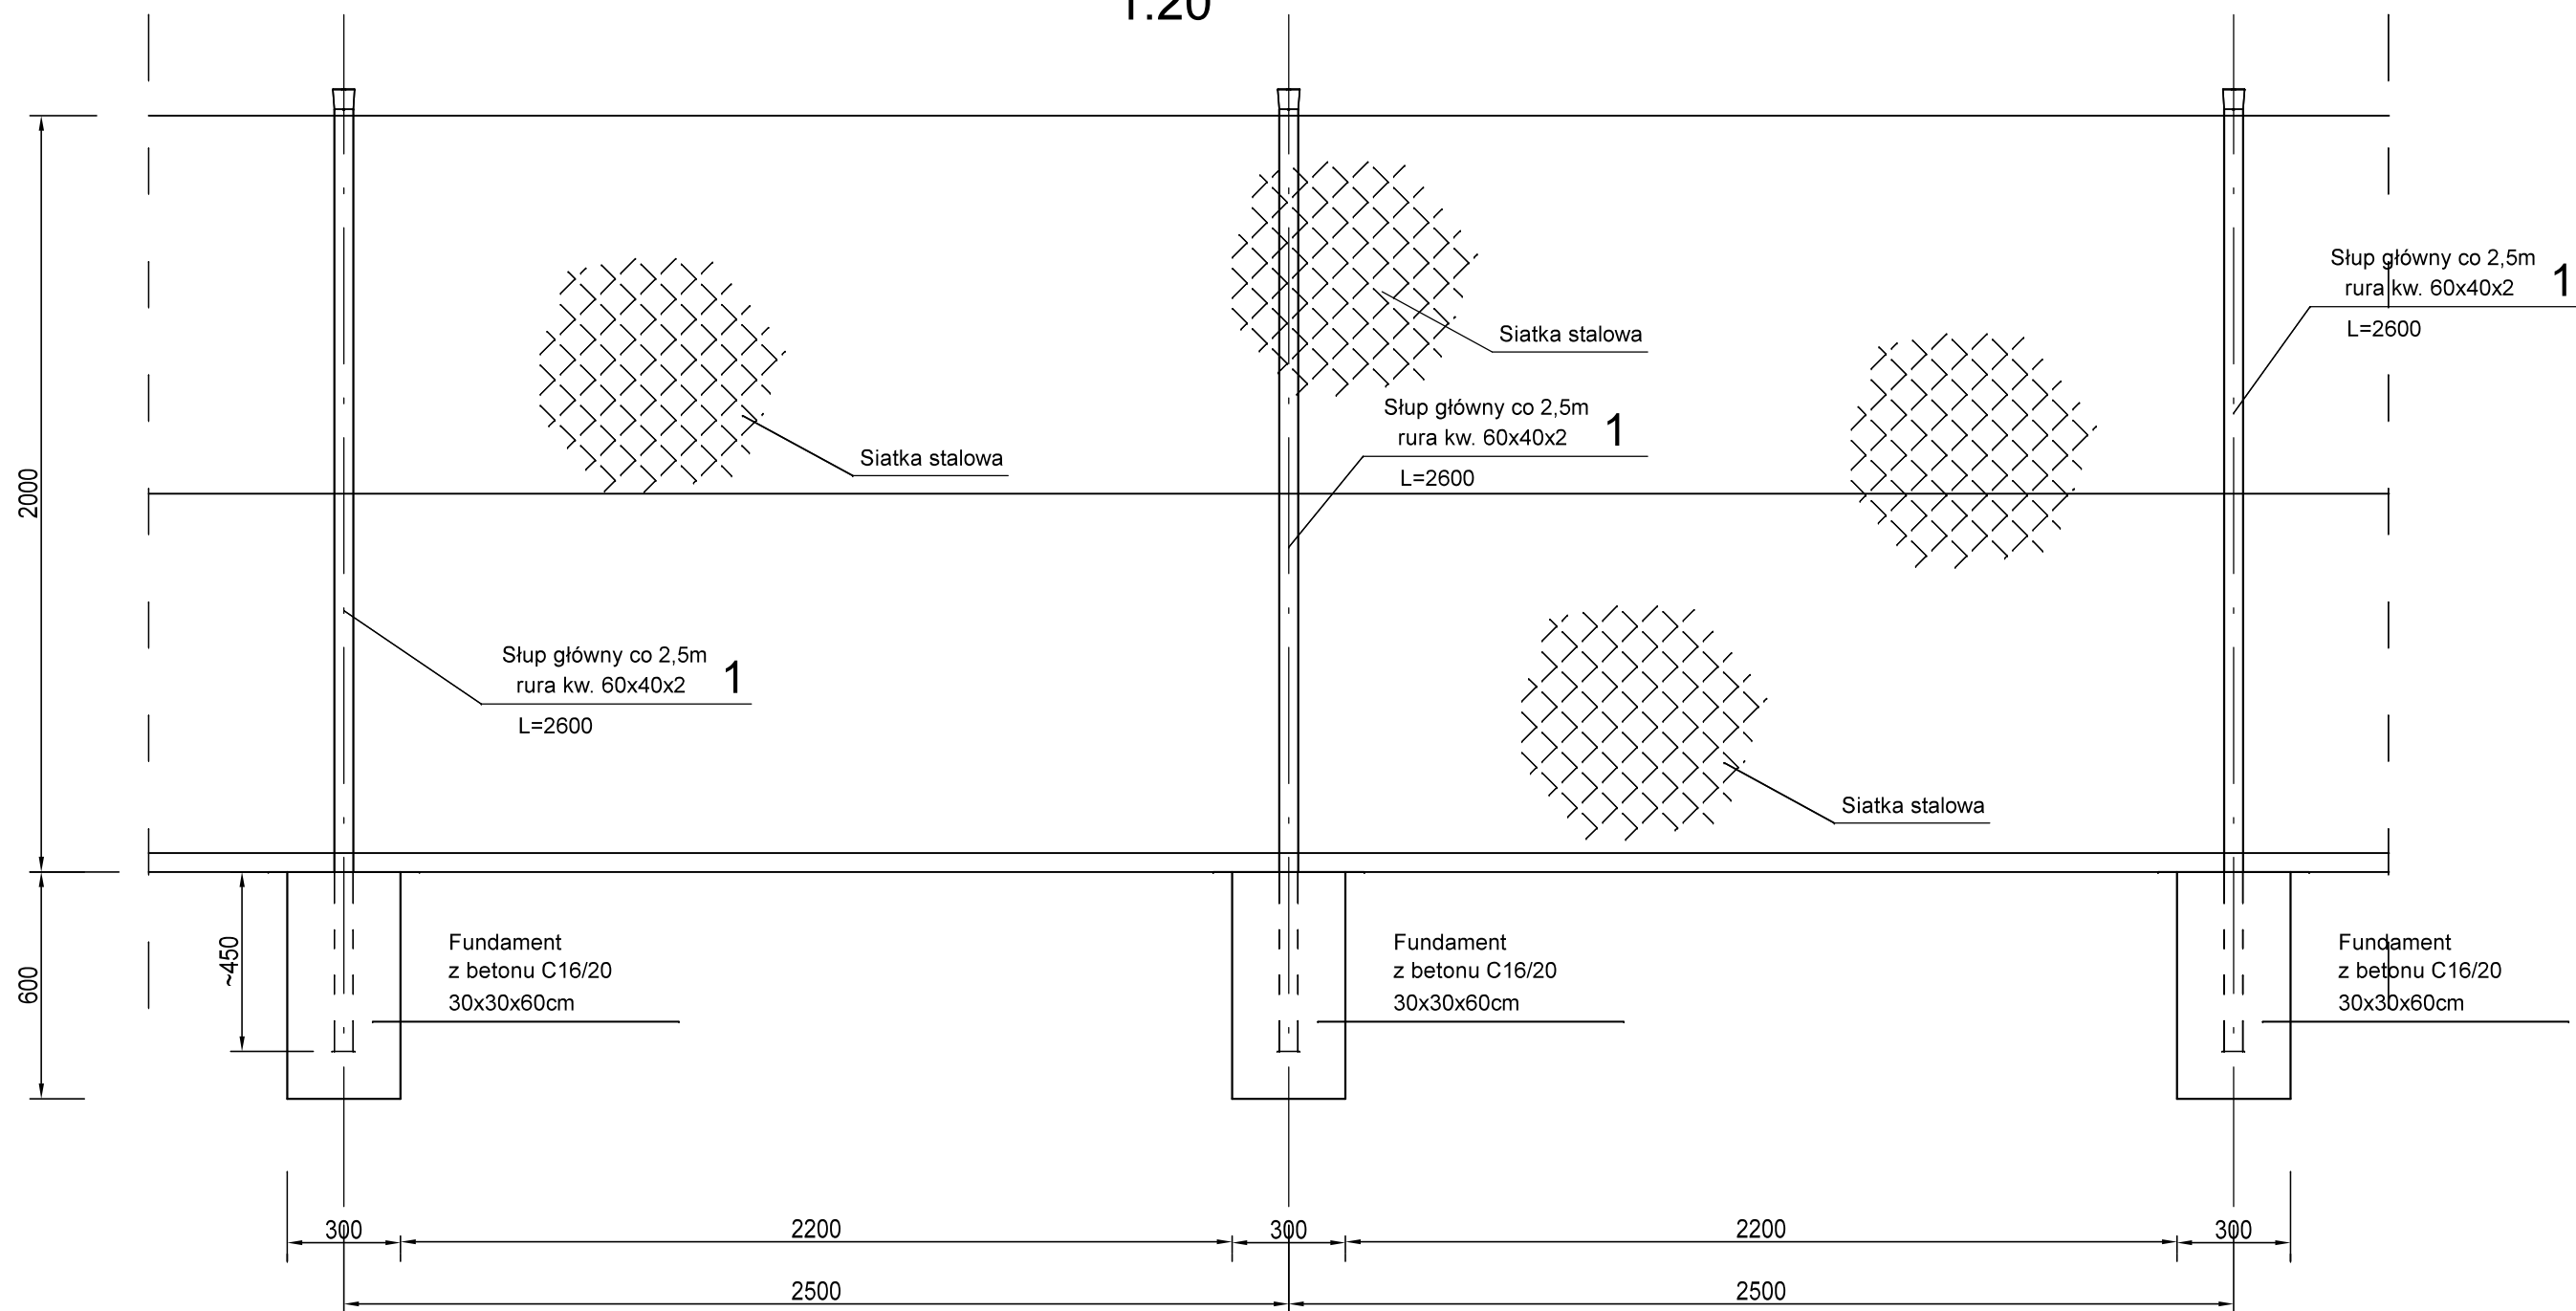 1:20
Słup główny co 2,5m
rura kw. 60x40x2 1
L=2600
Siatka stalowa
Słup główny co 2,5m
rura kw. 60x40x2 1
L=2600
Siatka stalowa
2000
Słup główny co 2,5m
rura kw. 60x40x2 1
L=2600
Siatka stalowa
600
~450
Fundament
z betonu C16/20
30x30x60cm
Fundament
z betonu C16/20
30x30x60cm
Fundament
z betonu C16/20
30x30x60cm
300 2200 300 2200 300
2500 2500